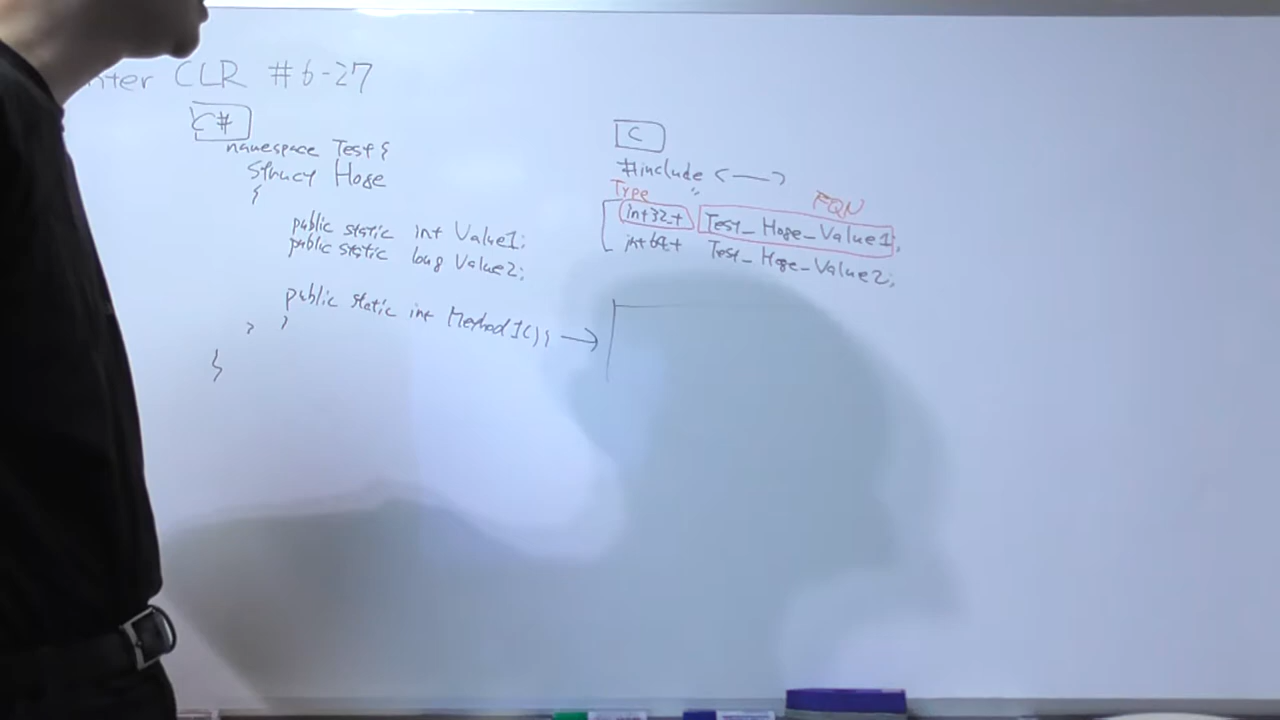 nter CLR #6-27
C#
namespace Test {
struct Hoge
{
public static int Value1;
public static long Value2;
public static int Method1() {
}
}
}
C
#include < >
Type
FQN
int32_t Test_Hoge_Value1;
int64_t Test_Hoge_Value2;